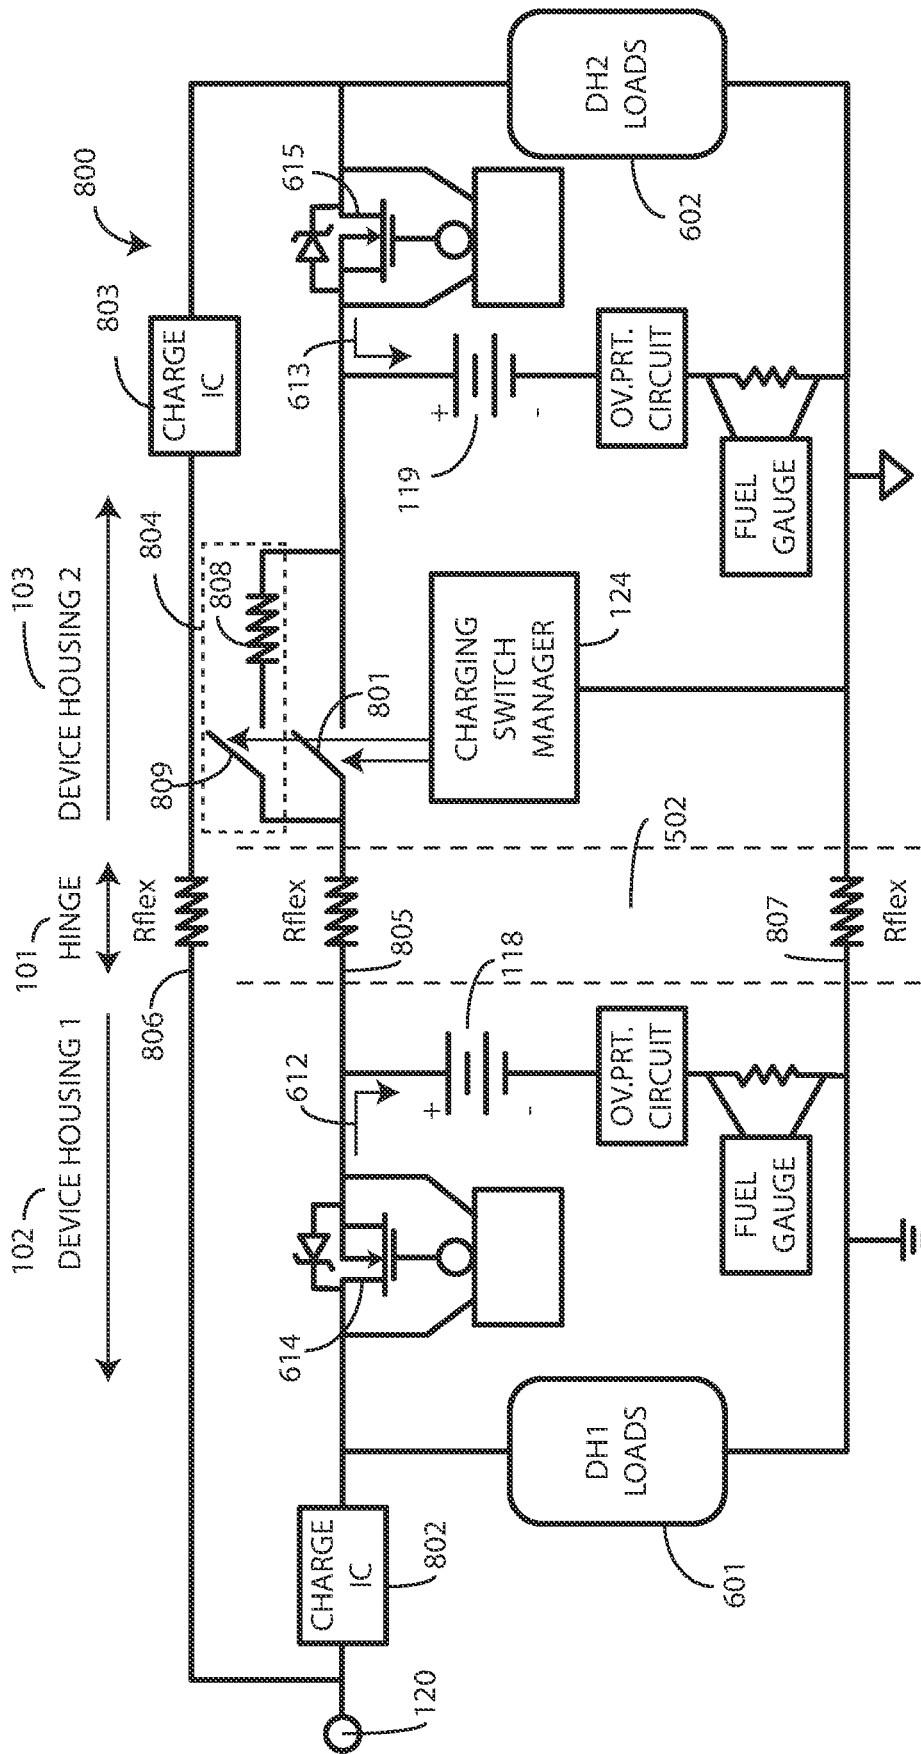 800
102
DEVICE HOUSING 1
101
HINGE
103
DEVICE HOUSING 2
803
CHARGE
IC
804
808
809
801
Rflex
806
Rflex
805
Rflex
807
502
120
CHARGE
IC
802
614
612
613
615
+
-
118
+
-
119
CHARGING
SWITCH
MANAGER
124
DH1
LOADS
601
DH2
LOADS
602
OV.PRT.
CIRCUIT
OV.PRT.
CIRCUIT
FUEL
GAUGE
FUEL
GAUGE